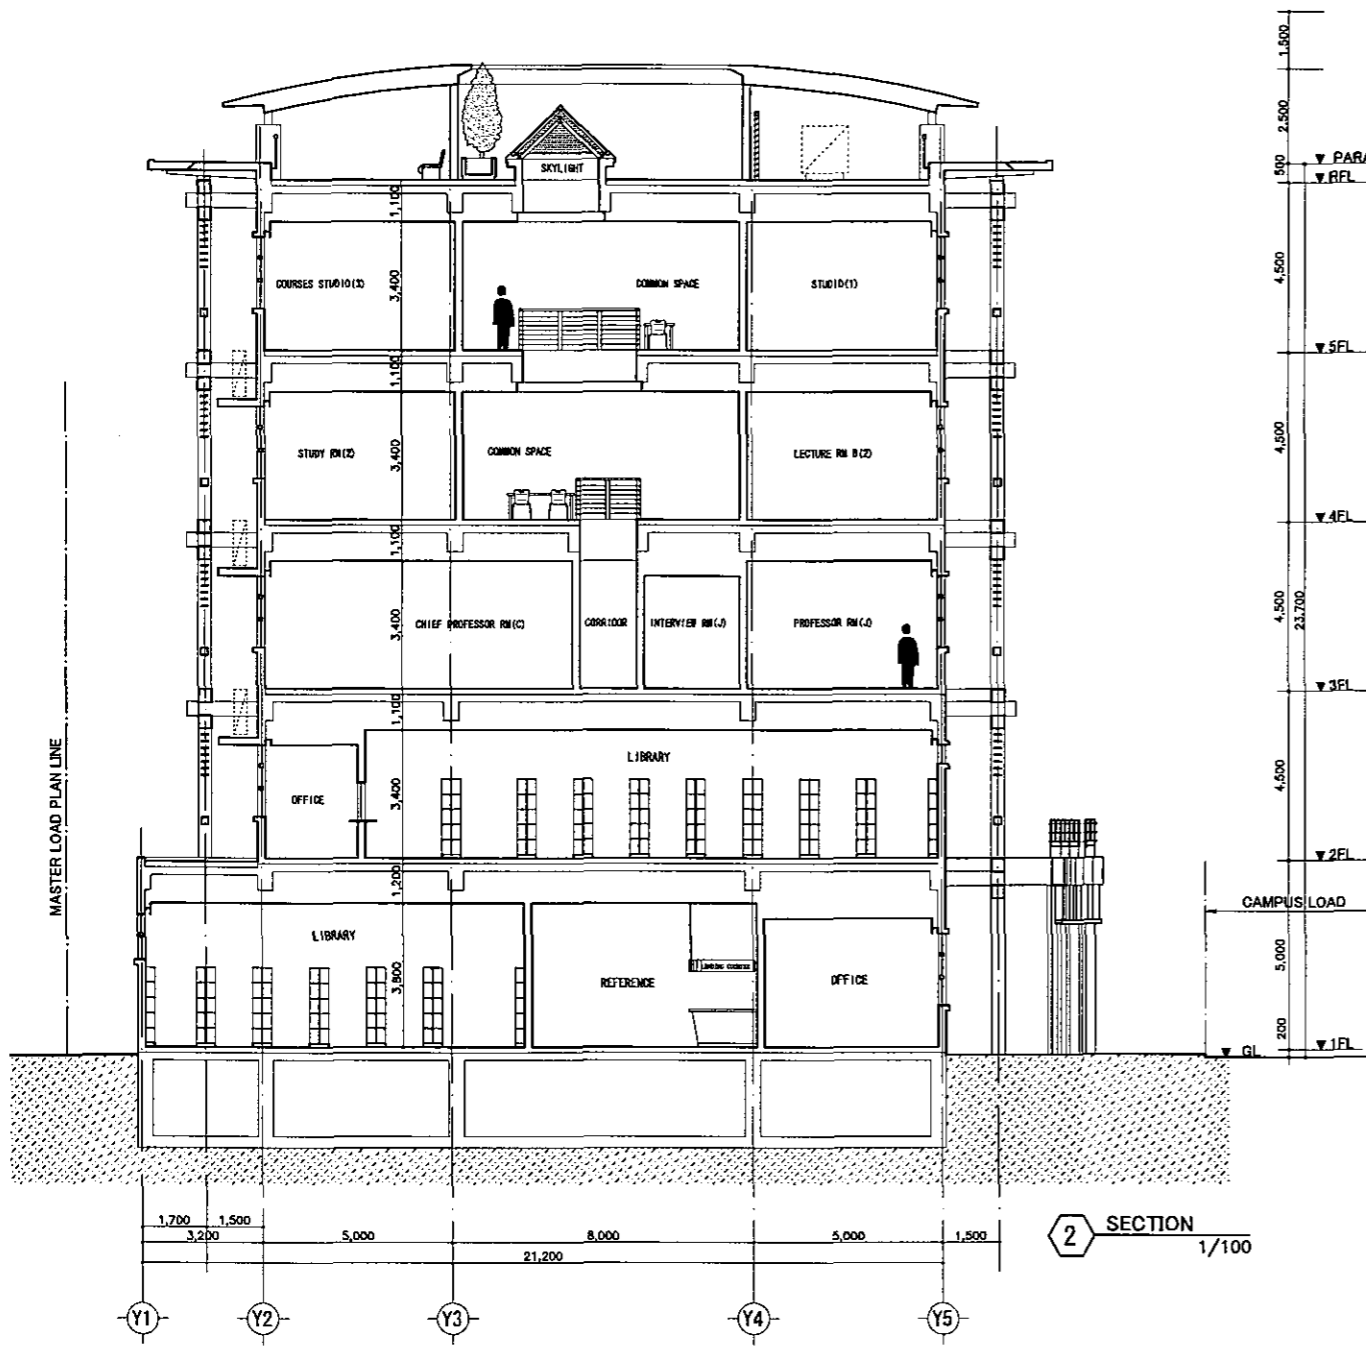 1,500
2,500
500
▼ PARA
▼ RFL
SKYLIGHT
1,100
COURSES STUDIO(3)
3,400
COMMON SPACE
STUDIO(1)
4,500
▼ 5FL
1,100
STUDY RM(2)
3,400
COMMON SPACE
LECTURE RM B(2)
4,500
▼ 4FL
1,100
CHIEF PROFESSOR RM(C)
3,400
CORRIDOR
INTERVIEW RM(J)
PROFESSOR RM(J)
4,500
23,700
▼ 3FL
1,100
MASTER LOAD PLAN LINE
OFFICE
3,400
LIBRARY
4,500
▼ 2FL
1,200
CAMPUS LOAD
LIBRARY
3,800
REFERENCE
OFFICE
5,000
200
GL
▼ 1FL
1,700
1,500
3,200
5,000
8,000
5,000
1,500
21,200
2
SECTION
1/100
Y1
Y2
Y3
Y4
Y5